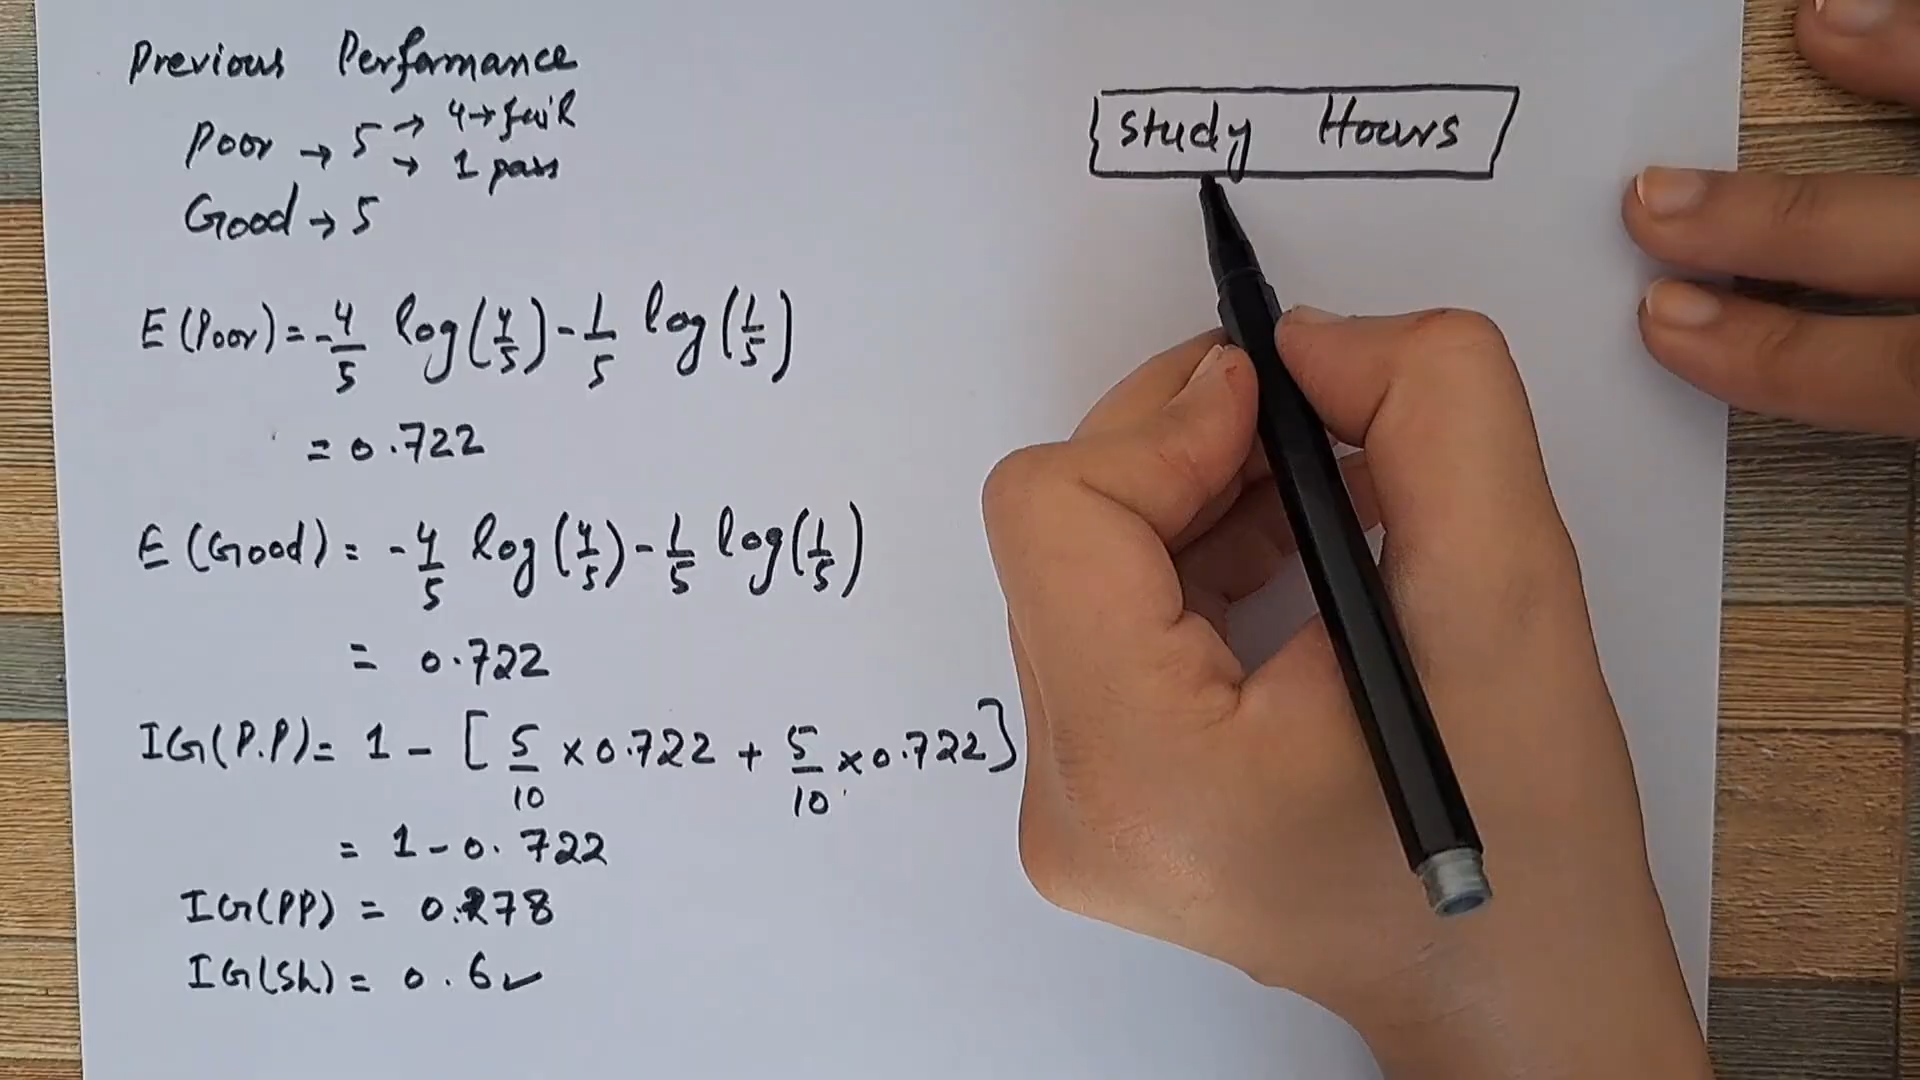 Previous Performance
Poor → 5 → 4 → fail
→ 1 pass
Good → 5
E (Poor) = -4/5 log(4/5) - 1/5 log(1/5)
= 0.722
E (Good) = -4/5 log(4/5) - 1/5 log(1/5)
= 0.722
IG(P.P) = 1 - [5/10 × 0.722 + 5/10 × 0.722]
= 1 - 0.722
IG(PP) = 0.278
IG(Sh) = 0.6 ✓
Study Hours